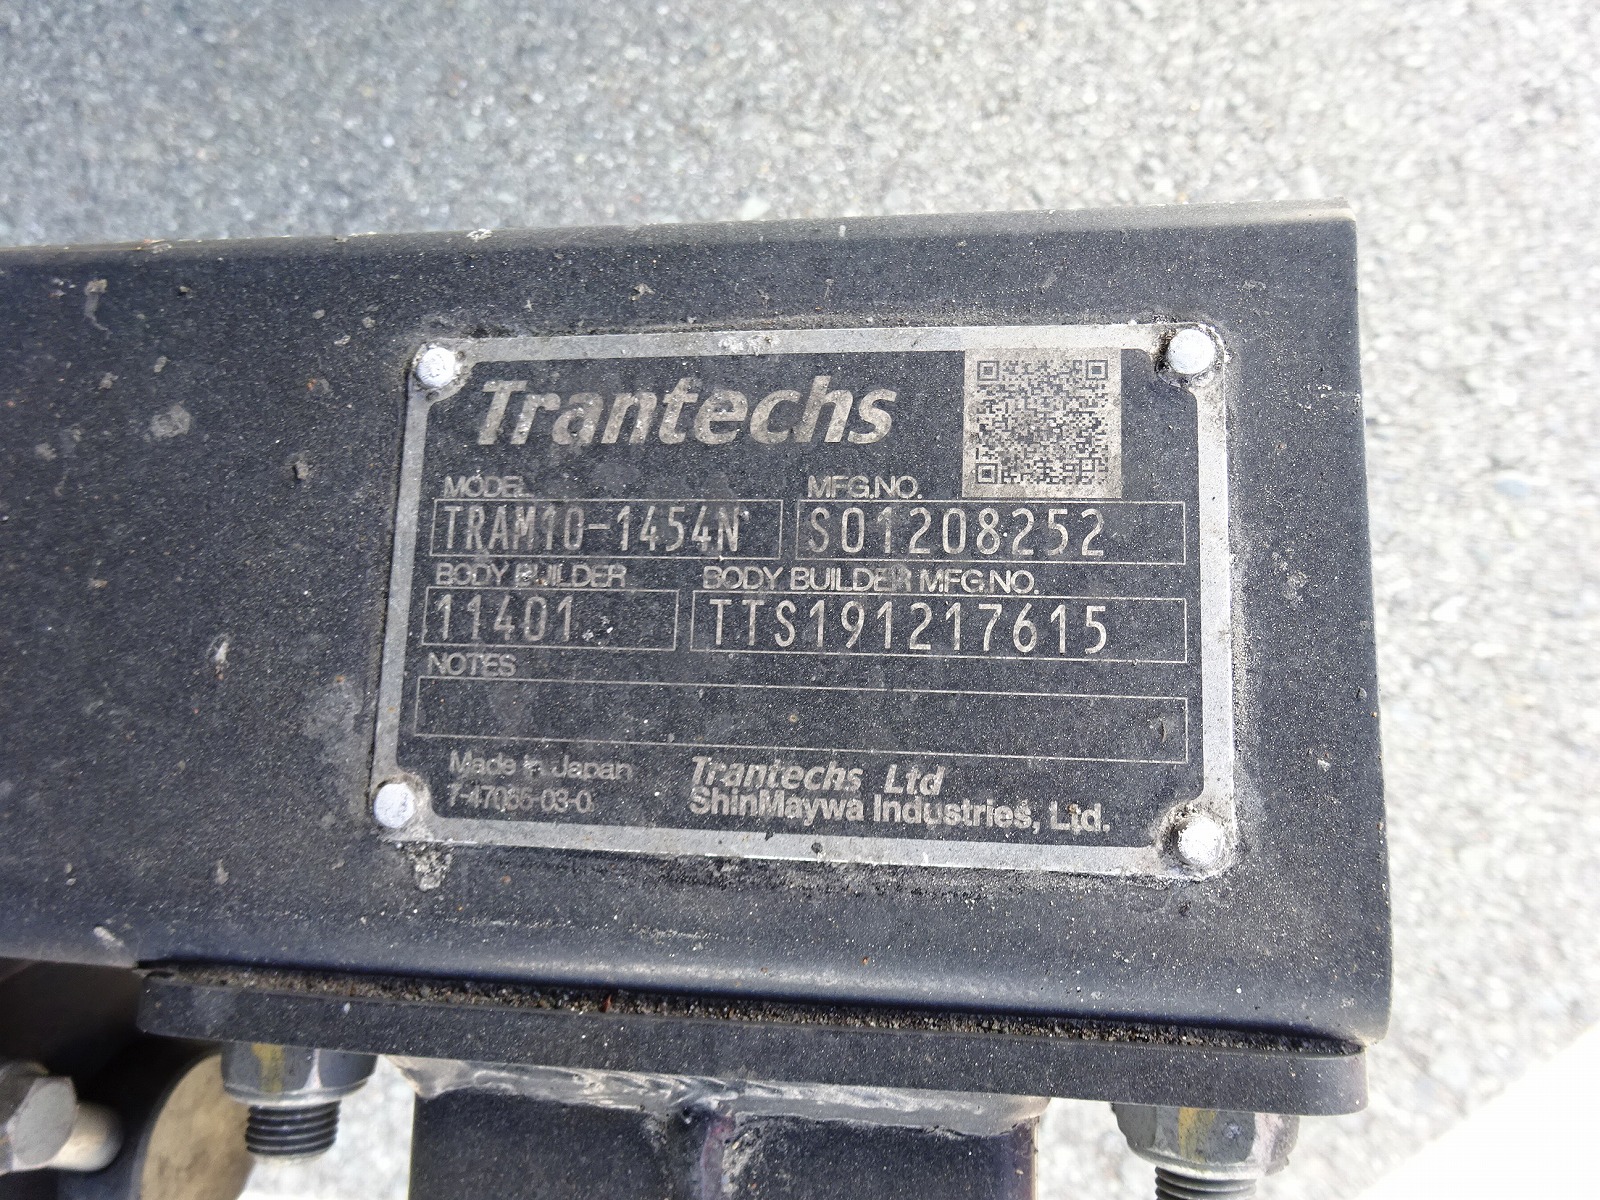 Trantechs
MODEL MFG.NO.
TRAM10-1454N S01208252
BODY BUILDER BODY BUILDER MFG.NO.
11401 TTS191217615
NOTES
Made in Japan Trantechs Ltd
7-47065-03-0 ShinMaywa Industries, Ltd.